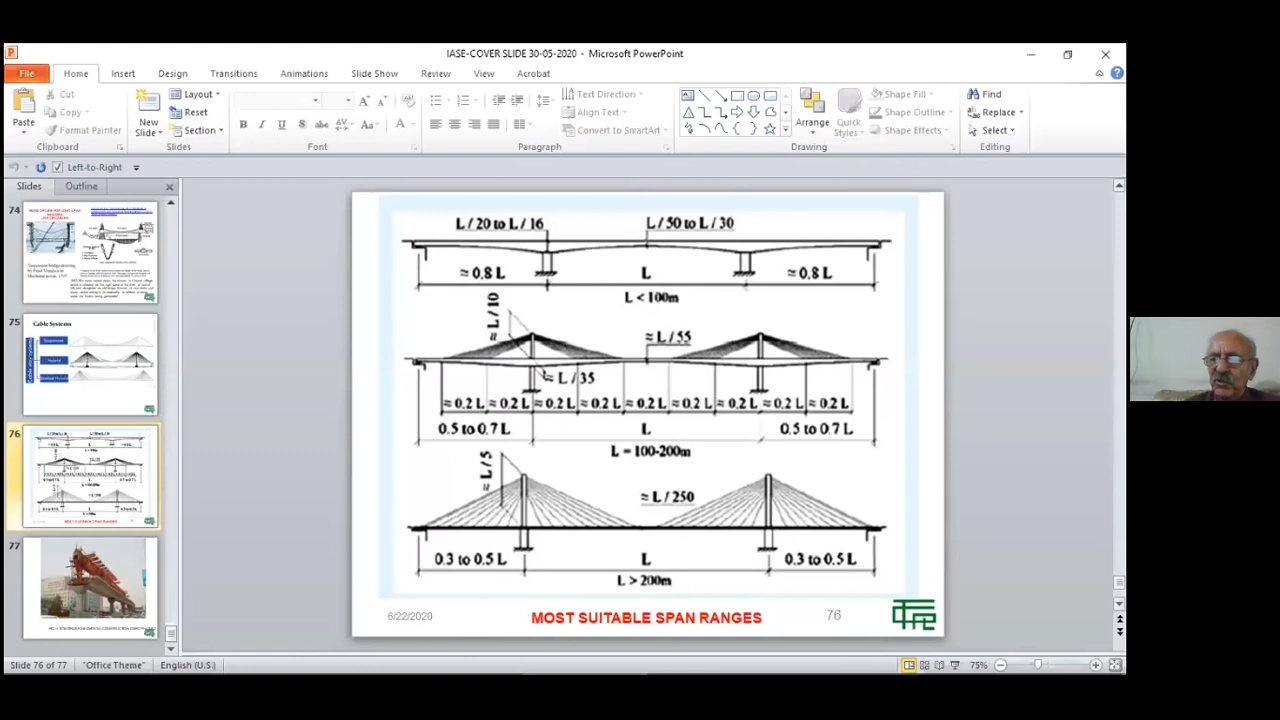 IASE-COVER SLIDE 30-05-2020 - Microsoft PowerPoint
File Home Insert Design Transitions Animations Slide Show Review View Acrobat
Cut
Copy
Format Painter
Paste
Clipboard
New Slide
Layout
Reset
Section
Slides
Font
Text Direction
Align Text
Convert to SmartArt
Paragraph
Arrange
Quick Styles
Shape Fill
Shape Outline
Shape Effects
Drawing
Find
Replace
Select
Editing
Left-to-Right
Slides Outline
74
75
Cable Systems
76
MOST SUITABLE SPAN RANGES
77
L / 20 to L / 16 L / 50 to L / 30
≈ 0.8 L L ≈ 0.8 L
L < 100m
≈ L / 10
≈ L / 55
≈ L / 35
≈ 0.2 L ≈ 0.2 L ≈ 0.2 L ≈ 0.2 L ≈ 0.2 L ≈ 0.2 L ≈ 0.2 L ≈ 0.2 L ≈ 0.2 L
0.5 to 0.7 L L 0.5 to 0.7 L
L = 100-200m
≈ L / 5
≈ L / 250
0.3 to 0.5 L L 0.3 to 0.5 L
L > 200m
6/22/2020 MOST SUITABLE SPAN RANGES 76
Slide 76 of 77 "Office Theme" English (U.S.) 75%